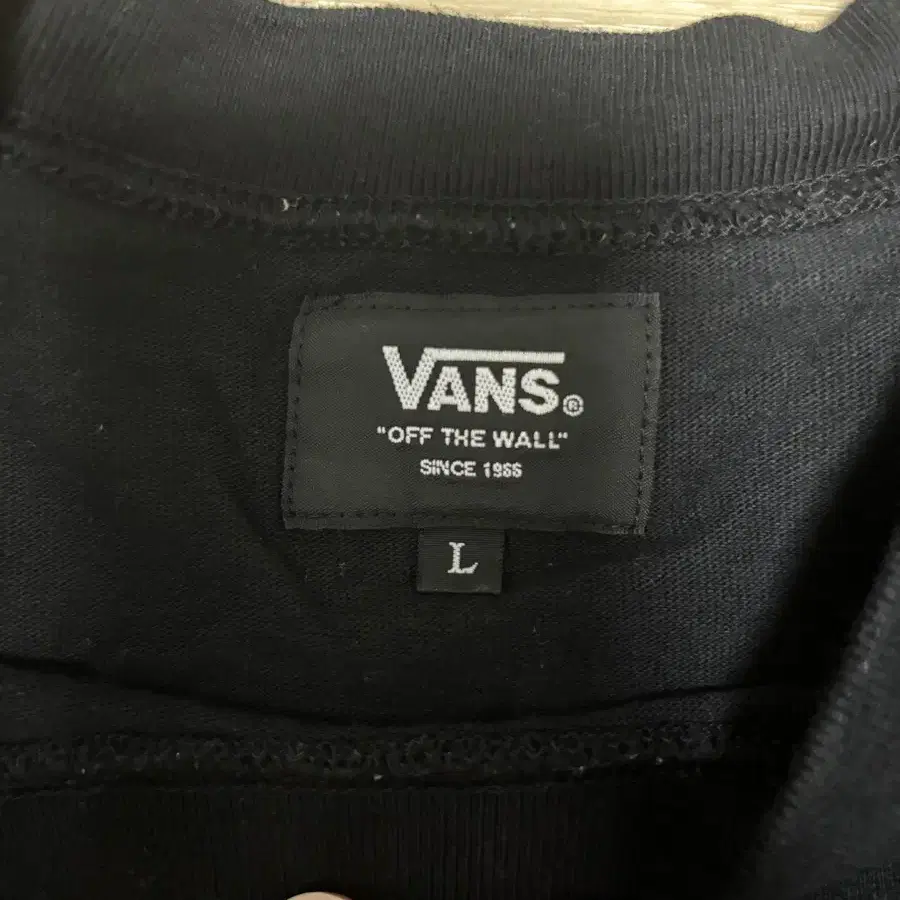 VANS®
"OFF THE WALL"
SINCE 1966
L